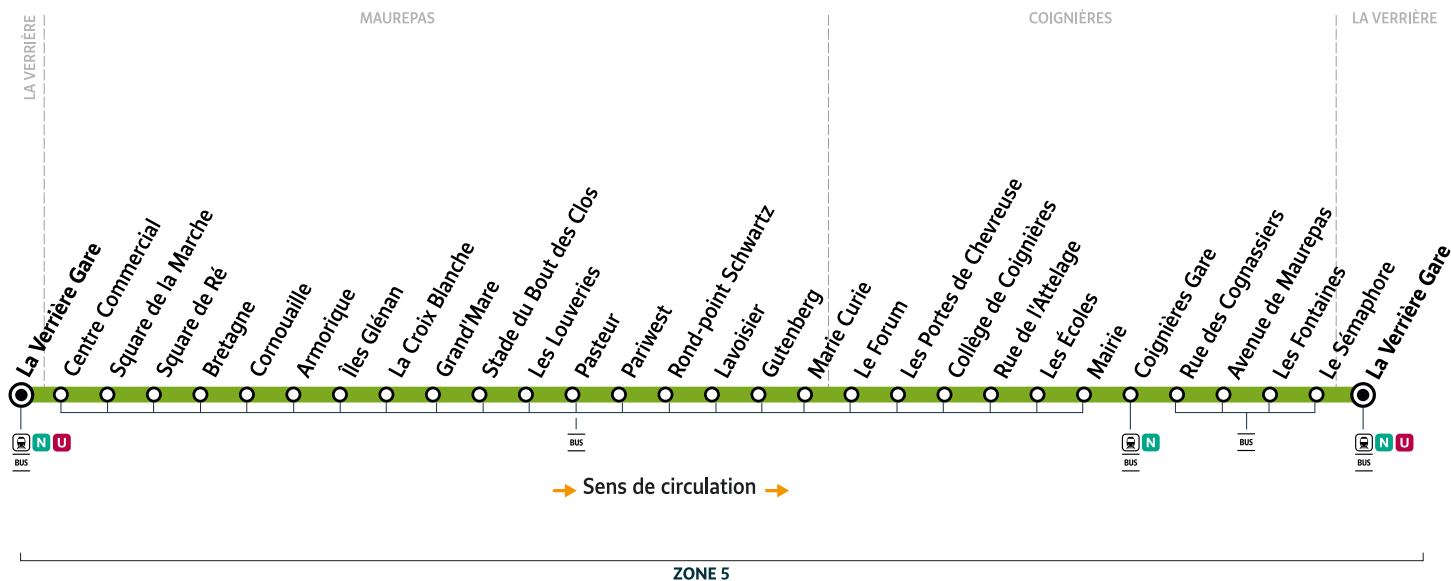 LA VERRIÈRE
MAUREPAS
COIGNIÈRES
LA VERRIÈRE
La Verrière Gare
Centre Commercial
Square de la Marche
Square de Ré
Bretagne
Cornouaille
Armorique
Îles Glénan
La Croix Blanche
Grand'Mare
Stade du Bout des Clos
Les Louveries
Pasteur
Pariwest
Rond-point Schwartz
Lavoisier
Gutenberg
Marie Curie
Le Forum
Les Portes de Chevreuse
Collège de Coignières
Rue de l'Attelage
Les Écoles
Mairie
Coignières Gare
Rue des Cognassiers
Avenue de Maurepas
Les Fontaines
Le Sémaphore
La Verrière Gare
N U
BUS
BUS
N
BUS
BUS
N U
BUS
Sens de circulation
ZONE 5